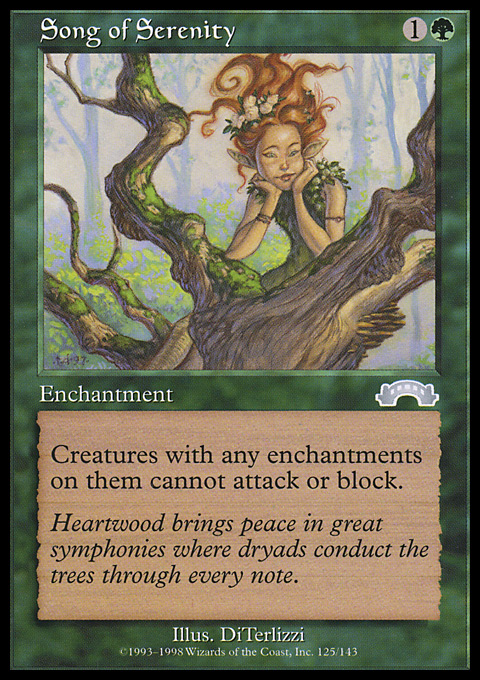 Song of Serenity 1
Enchantment
Creatures with any enchantments
on them cannot attack or block.
Heartwood brings peace in great
symphonies where dryads conduct the
trees through every note.
Illus. DiTerlizzi
©1993–1998 Wizards of the Coast, Inc. 125/143